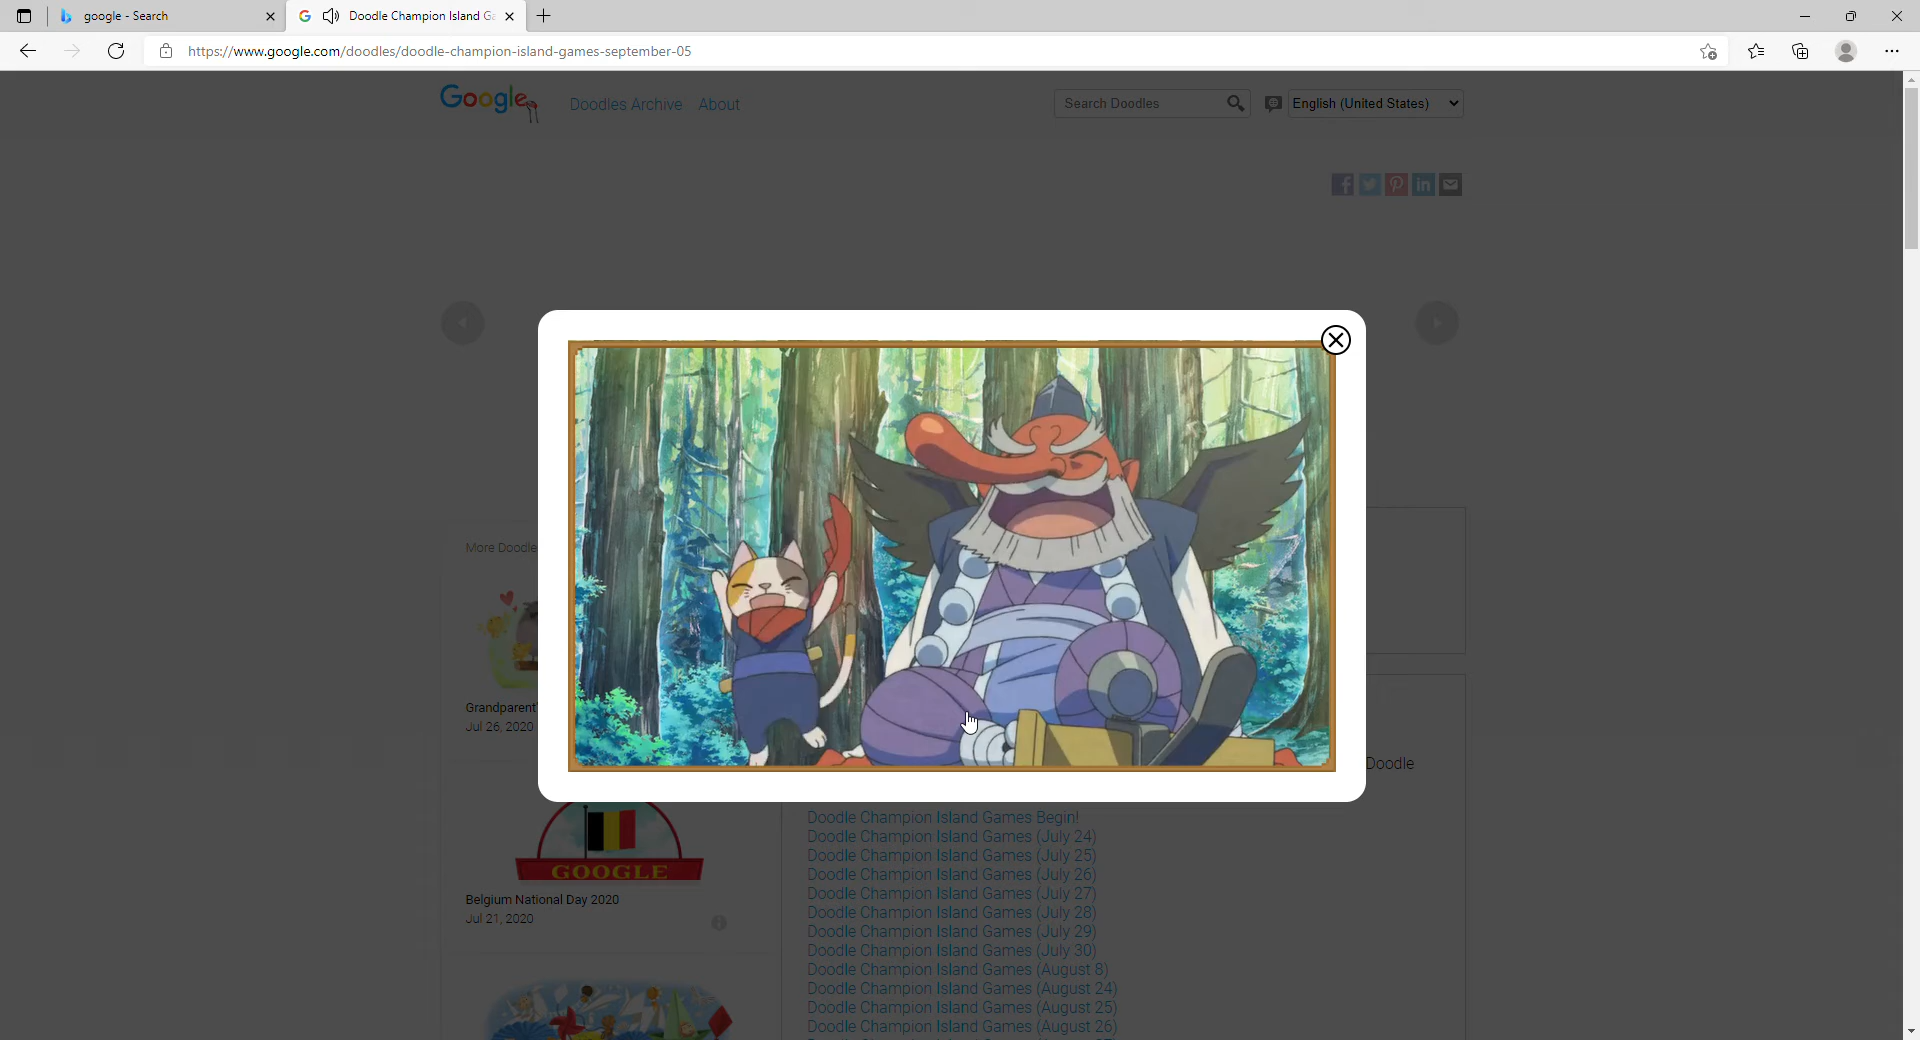 google - Search
Doodle Champion Island Ga
https://www.google.com/doodles/doodle-champion-island-games-september-05
Google
Doodles Archive About
Search Doodles
English (United States)
More Doodle
Grandparent'
Jul 26, 2020
Doodle
GOOGLE
Belgium National Day 2020
Jul 21, 2020
Doodle Champion Island Games Begin!
Doodle Champion Island Games (July 24)
Doodle Champion Island Games (July 25)
Doodle Champion Island Games (July 26)
Doodle Champion Island Games (July 27)
Doodle Champion Island Games (July 28)
Doodle Champion Island Games (July 29)
Doodle Champion Island Games (July 30)
Doodle Champion Island Games (August 8)
Doodle Champion Island Games (August 24)
Doodle Champion Island Games (August 25)
Doodle Champion Island Games (August 26)